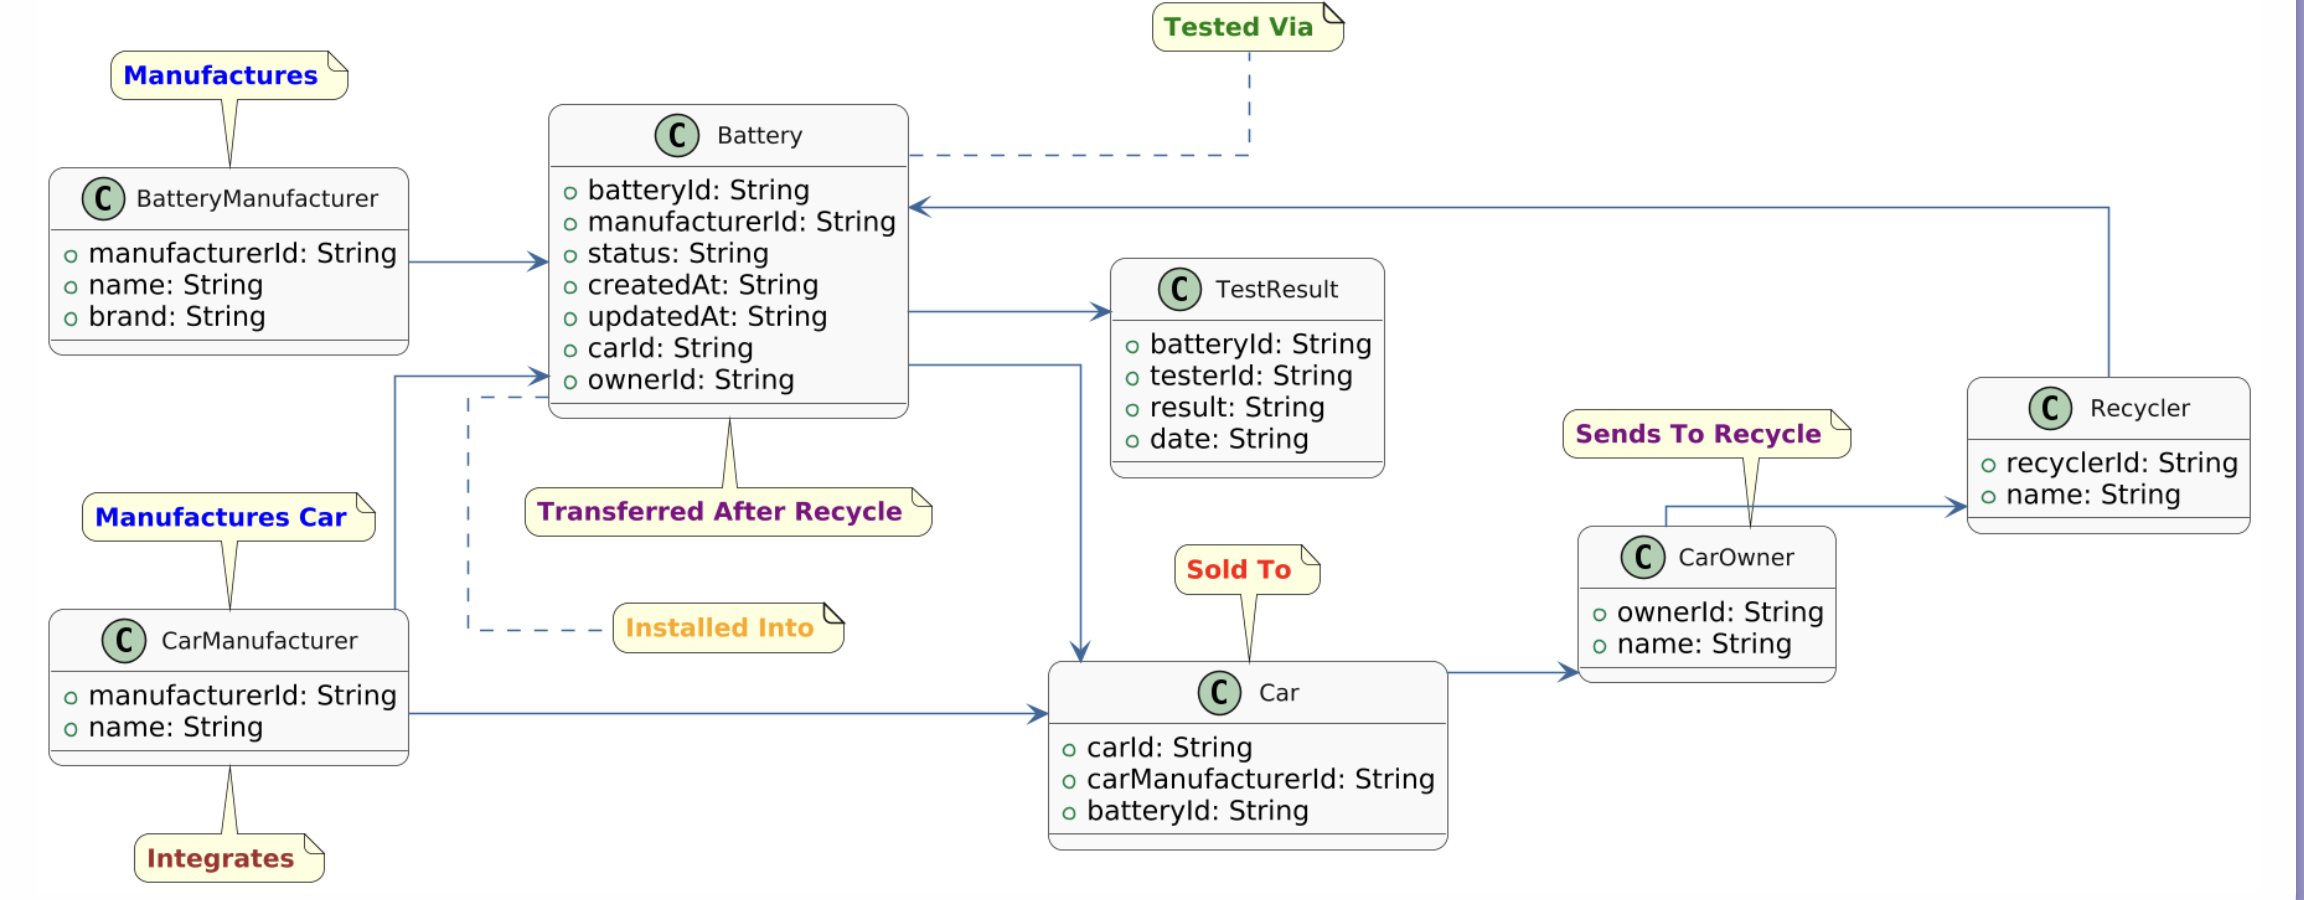 Tested Via
Manufactures
C Battery
batteryId: String
manufacturerId: String
status: String
createdAt: String
updatedAt: String
carId: String
ownerId: String
C BatteryManufacturer
manufacturerId: String
name: String
brand: String
C TestResult
batteryId: String
testerId: String
result: String
date: String
C Recycler
recyclerId: String
name: String
Sends To Recycle
Transferred After Recycle
Manufactures Car
C CarOwner
ownerId: String
name: String
Sold To
Installed Into
C CarManufacturer
manufacturerId: String
name: String
C Car
carId: String
carManufacturerId: String
batteryId: String
Integrates